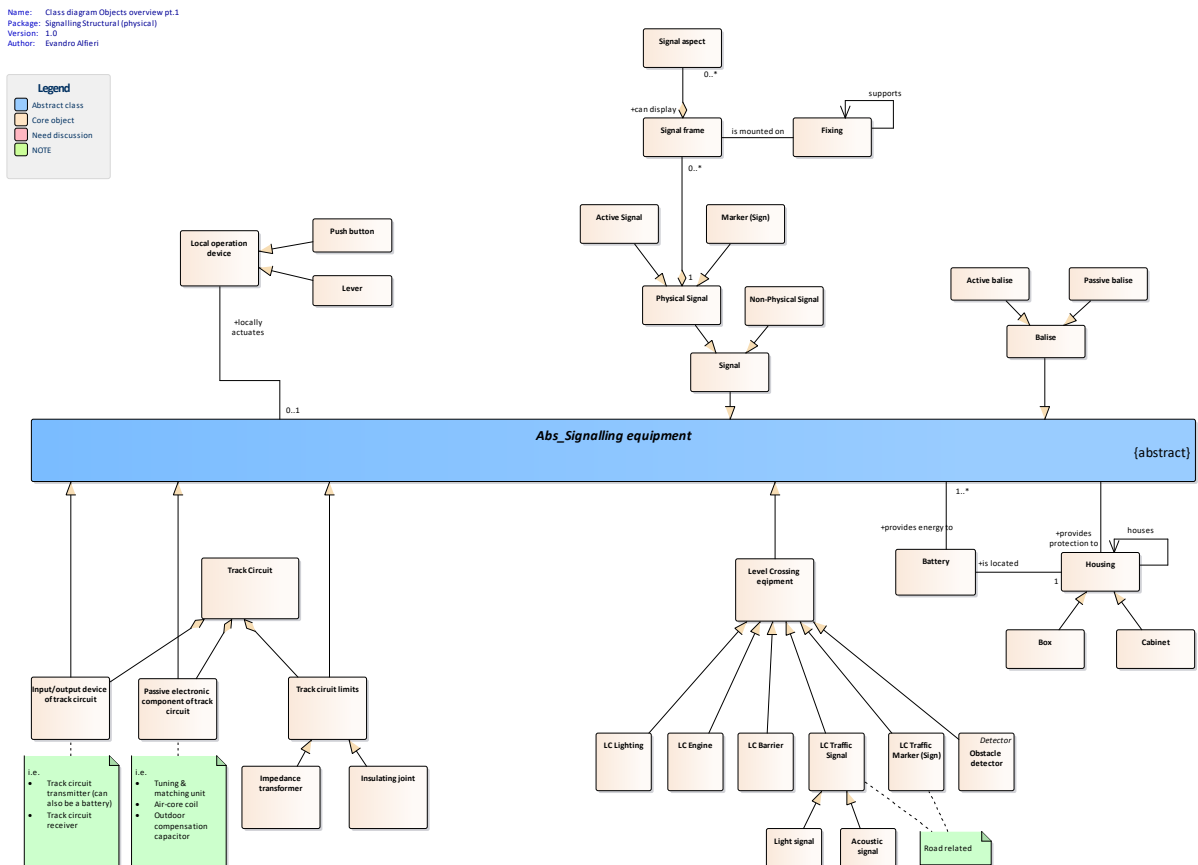 Name: Class diagram Objects overview pt.1
Package: Signalling Structural (physical)
Version: 1.0
Author: Evandro Alfieri
Legend
Abstract class
Core object
Need discussion
NOTE
Signal aspect
0..*
+can display
Signal frame
is mounted on
Fixing
supports
0..*
Active Signal
Marker (Sign)
1
Physical Signal
Non-Physical Signal
Signal
Local operation
device
Push button
Lever
+locally
actuates
0..1
Active balise
Passive balise
Balise
Abs_Signalling equipment
{abstract}
1..*
+provides energy to
+provides
protection to
houses
Battery
+is located
1
Housing
Box
Cabinet
Track Circuit
Input/output device
of track circuit
Passive electronic
component of track
circuit
Track ciruit limits
Impedance
transformer
Insulating joint
i.e.
• Track circuit
transmitter (can
also be a battery)
• Track circuit
receiver
i.e.
• Tuning &
matching unit
• Air-core coil
• Outdoor
compensation
capacitor
Level Crossing
eqipment
LC Lighting
LC Engine
LC Barrier
LC Traffic
Signal
LC Traffic
Marker (Sign)
Detector
Obstacle
detector
Light signal
Acoustic
signal
Road related